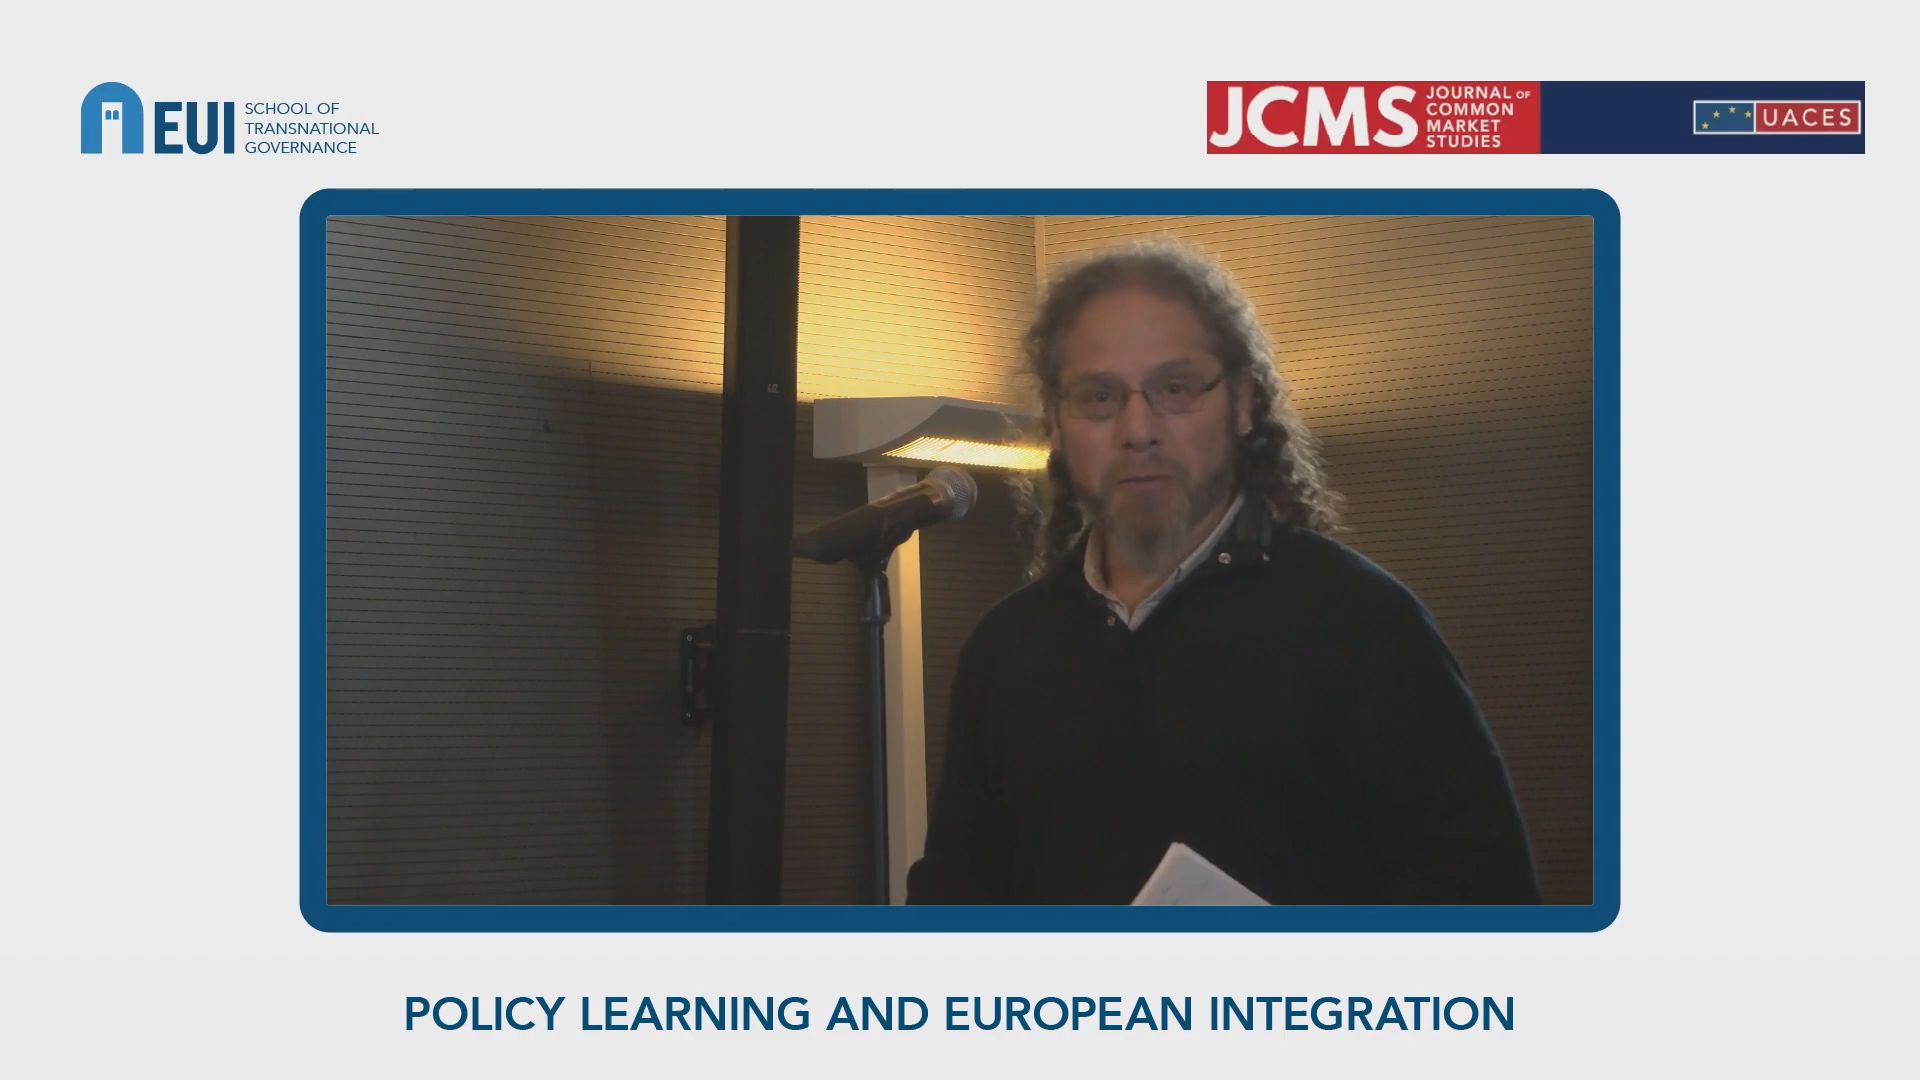 EUI
SCHOOL OF
TRANSNATIONAL
GOVERNANCE
JCMS
JOURNAL OF
COMMON
MARKET
STUDIES
UACES
POLICY LEARNING AND EUROPEAN INTEGRATION